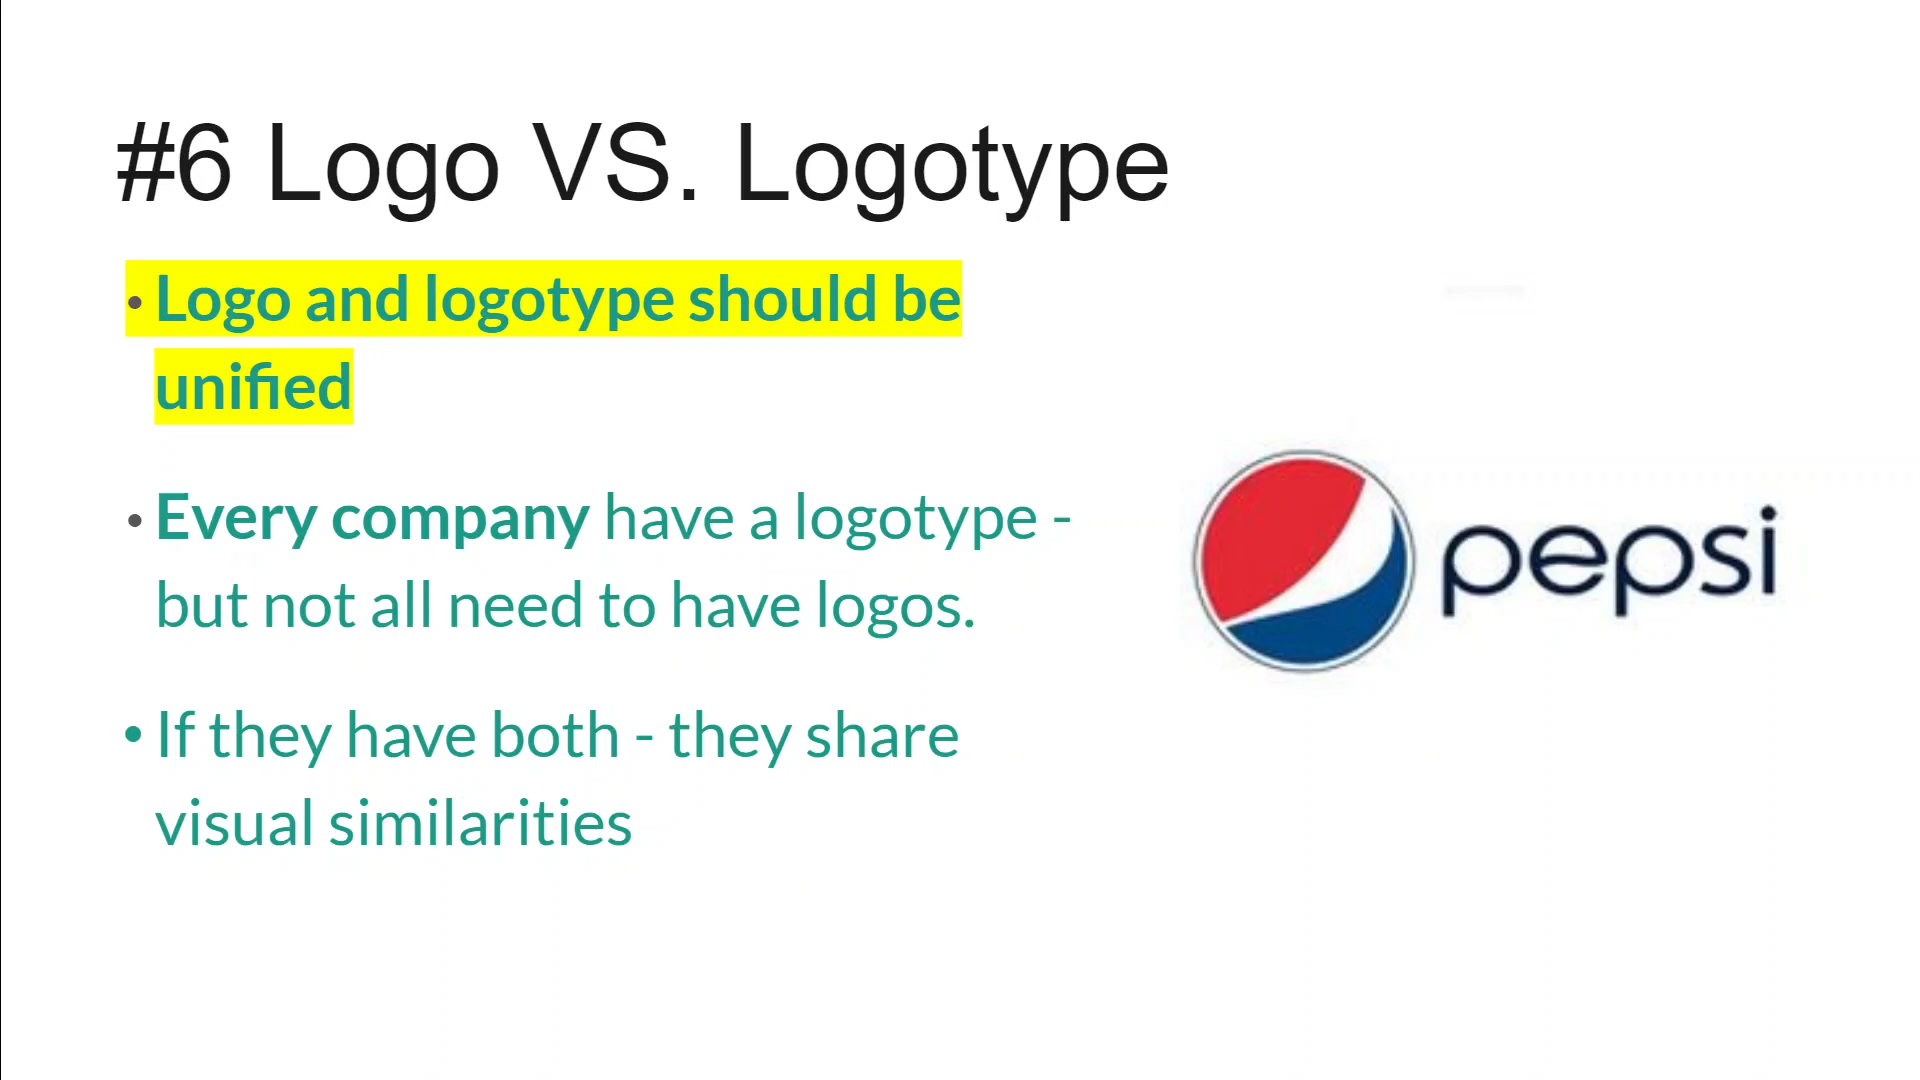 #6 Logo VS. Logotype
• Logo and logotype should be
unified
• Every company have a logotype -
but not all need to have logos.
• If they have both - they share
visual similarities
pepsi